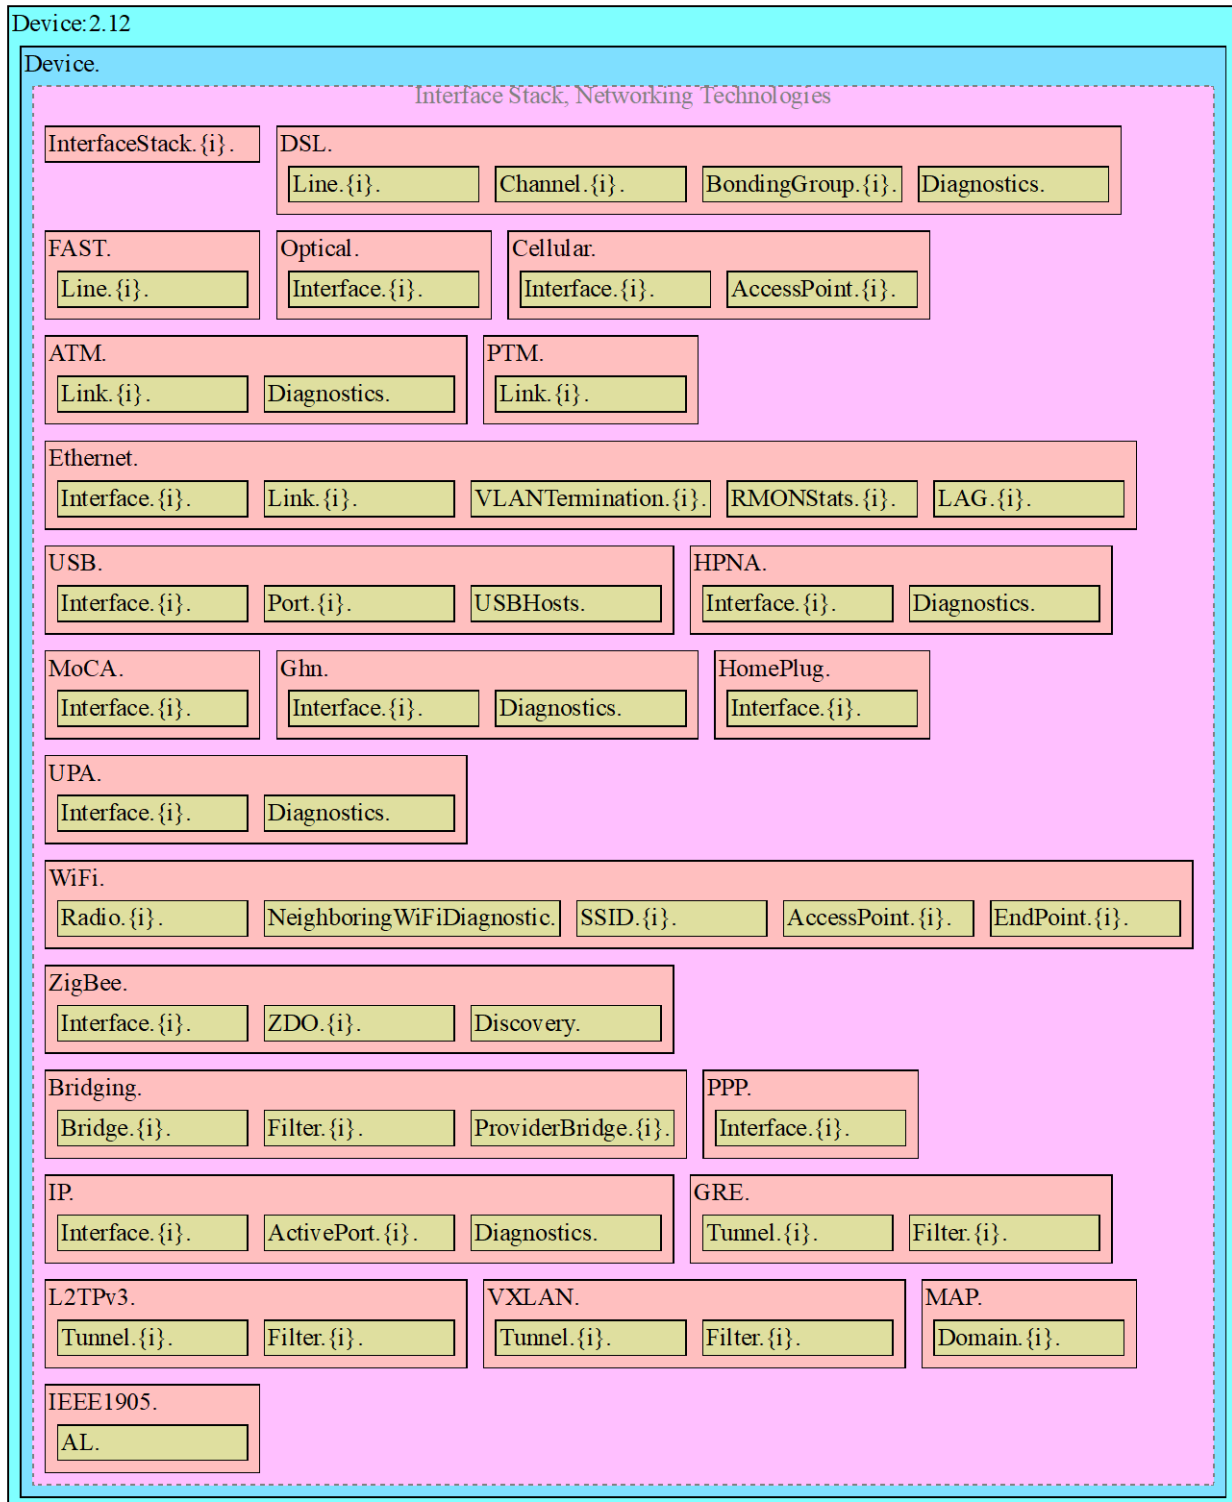 Device:2.12
Device.
Interface Stack, Networking Technologies
InterfaceStack.{i}. DSL.
Line.{i}. Channel.{i}. BondingGroup.{i}. Diagnostics.
FAST. Optical. Cellular.
Line.{i}. Interface.{i}. Interface.{i}. AccessPoint.{i}.
ATM. PTM.
Link.{i}. Diagnostics. Link.{i}.
Ethernet.
Interface.{i}. Link.{i}. VLANTermination.{i}. RMONStats.{i}. LAG.{i}.
USB. HPNA.
Interface.{i}. Port.{i}. USBHosts. Interface.{i}. Diagnostics.
MoCA. Ghn. HomePlug.
Interface.{i}. Interface.{i}. Diagnostics. Interface.{i}.
UPA.
Interface.{i}. Diagnostics.
WiFi.
Radio.{i}. NeighboringWiFiDiagnostic. SSID.{i}. AccessPoint.{i}. EndPoint.{i}.
ZigBee.
Interface.{i}. ZDO.{i}. Discovery.
Bridging. PPP.
Bridge.{i}. Filter.{i}. ProviderBridge.{i}. Interface.{i}.
IP. GRE.
Interface.{i}. ActivePort.{i}. Diagnostics. Tunnel.{i}. Filter.{i}.
L2TPv3. VXLAN. MAP.
Tunnel.{i}. Filter.{i}. Tunnel.{i}. Filter.{i}. Domain.{i}.
IEEE1905.
AL.